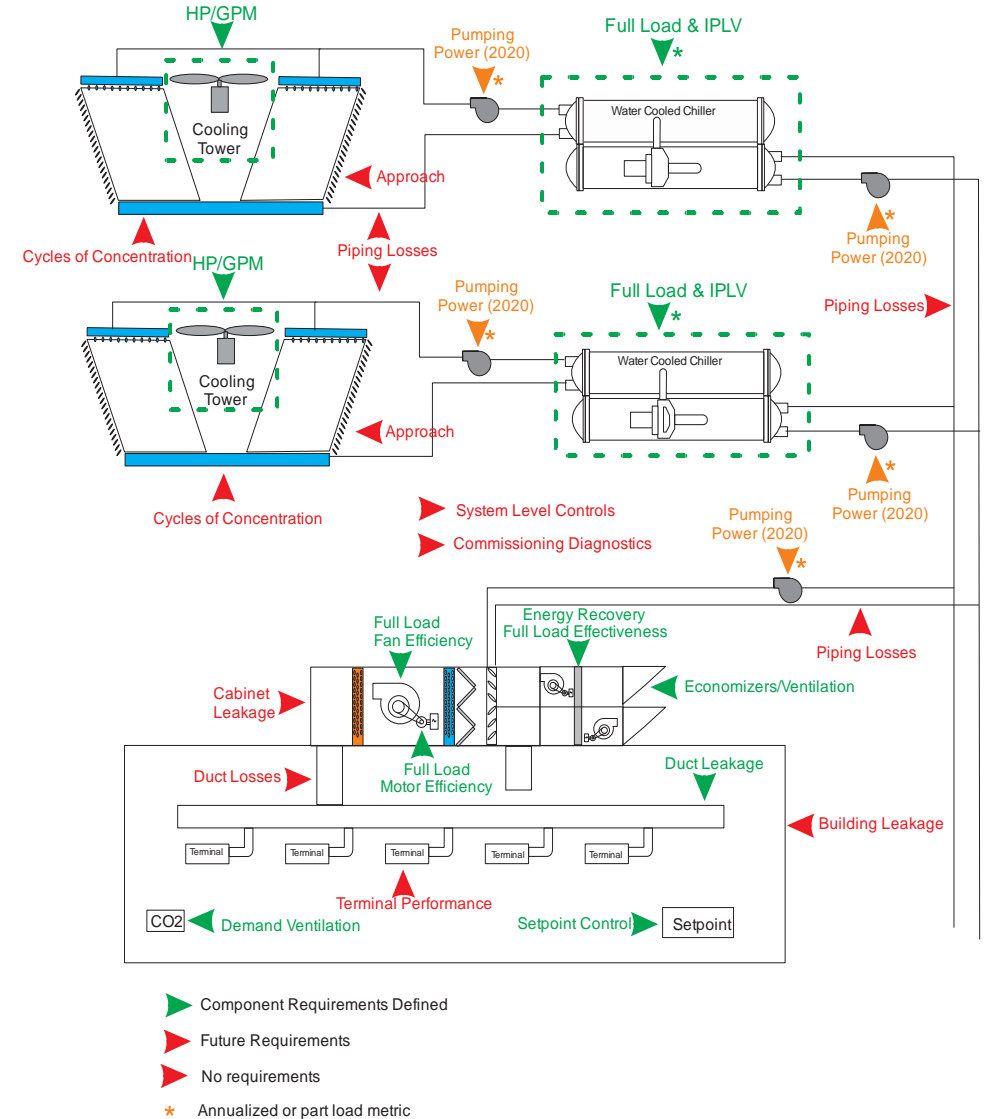 HP/GPM
Pumping
Power (2020)
*
Full Load & IPLV
*
Cooling
Tower
Water Cooled Chiller
Approach
*
Pumping
Power (2020)
Cycles of Concentration
Piping Losses
HP/GPM
Pumping
Power (2020)
*
Full Load & IPLV
*
Piping Losses
Cooling
Tower
Water Cooled Chiller
Approach
*
Pumping
Power (2020)
Cycles of Concentration
System Level Controls
Commissioning Diagnostics
Pumping
Power (2020)
*
Full Load
Fan Efficiency
Energy Recovery
Full Load Effectiveness
Piping Losses
Cabinet
Leakage
Economizers/Ventilation
Duct Losses
Full Load
Motor Efficiency
Duct Leakage
Building Leakage
Terminal
Terminal
Terminal
Terminal
Terminal
Terminal Performance
CO2
Demand Ventilation
Setpoint Control
Setpoint
Component Requirements Defined
Future Requirements
No requirements
* Annualized or part load metric